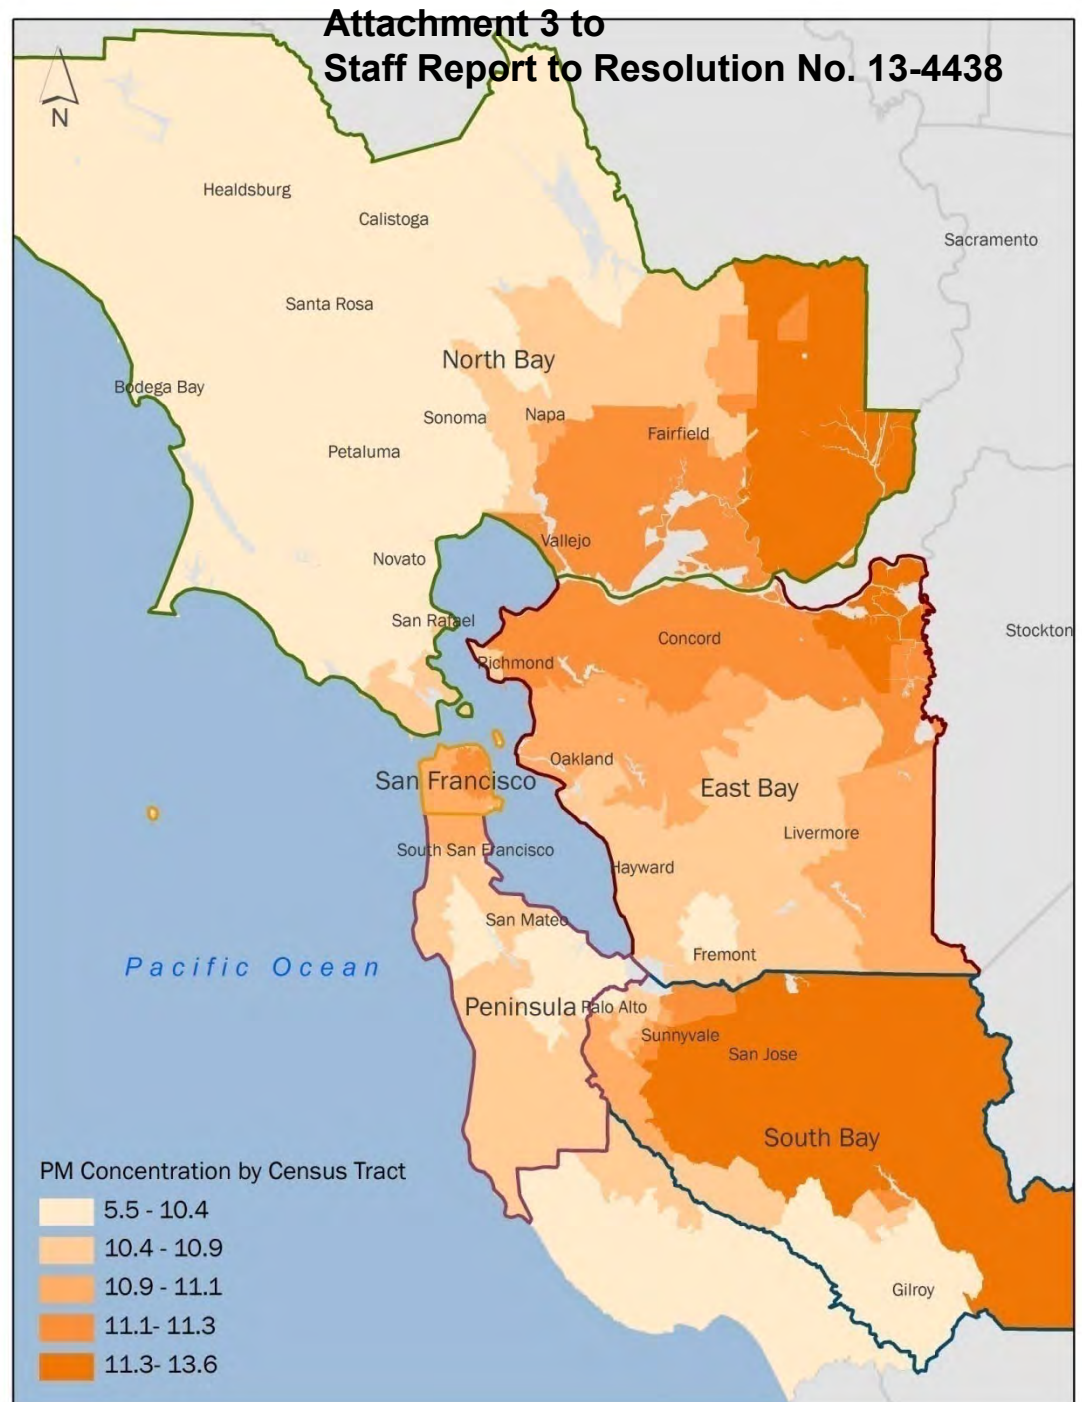 Attachment 3 to
Staff Report to Resolution No. 13-4438
N
Healdsburg
Calistoga
Sacramento
Santa Rosa
North Bay
Bodega Bay
Sonoma
Napa
Fairfield
Petaluma
Vallejo
Novato
San Rafael
Concord
Stockton
Richmond
Oakland
San Francisco
East Bay
Livermore
South San Francisco
Hayward
San Mateo
Fremont
Pacific Ocean
Peninsula
Palo Alto
Sunnyvale
San Jose
South Bay
PM Concentration by Census Tract
5.5 - 10.4
10.4 - 10.9
10.9 - 11.1
11.1- 11.3
11.3- 13.6
Gilroy